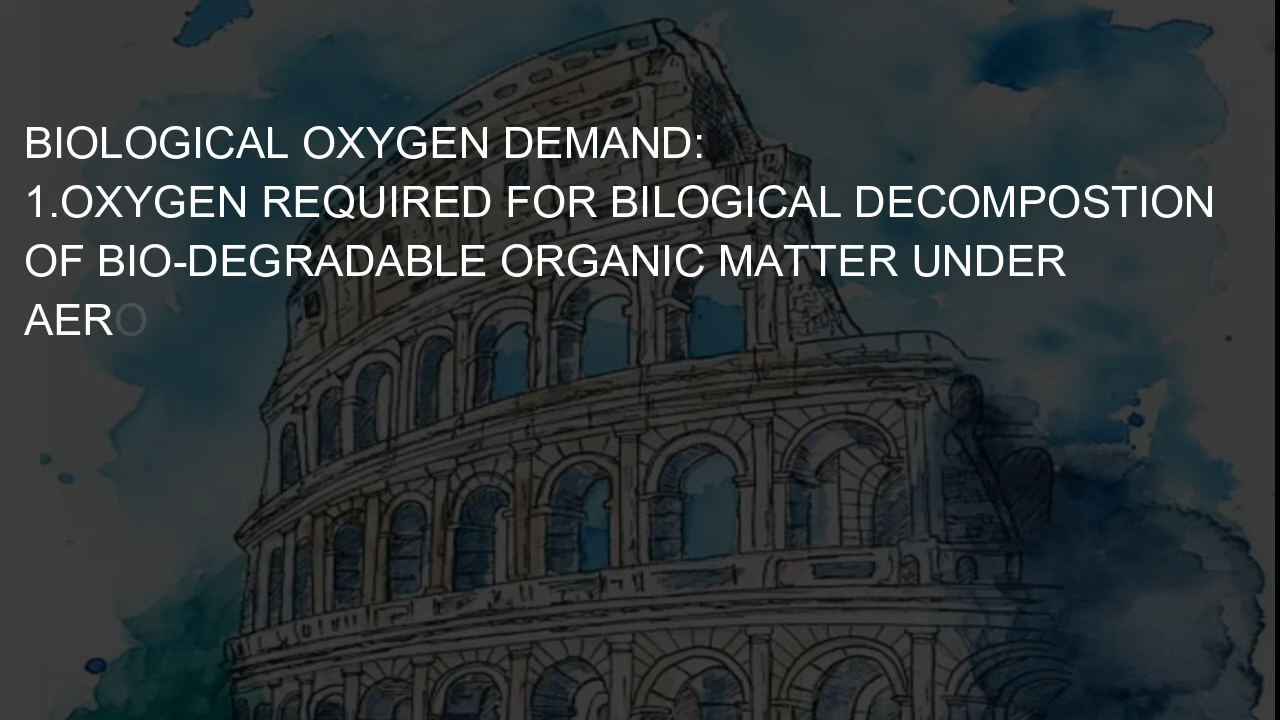 BIOLOGICAL OXYGEN DEMAND:
1.OXYGEN REQUIRED FOR BILOGICAL DECOMPOSTION
OF BIO-DEGRADABLE ORGANIC MATTER UNDER
AERO